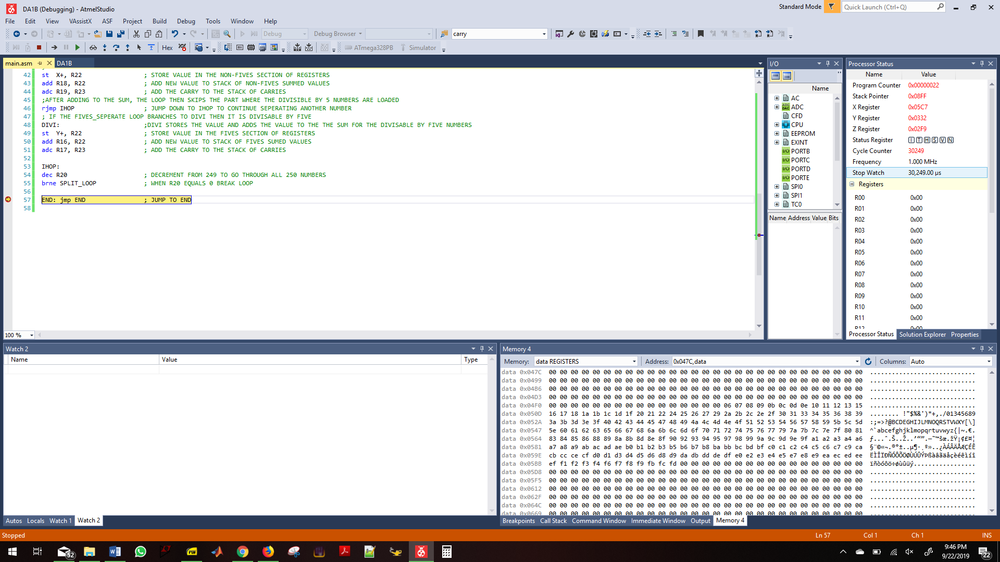 DA1B (Debugging) - AtmelStudio
Standard Mode
Quick Launch (Ctrl+Q)
File Edit View VAssistX ASF Project Build Debug Tools Window Help
Debug
Debug Browser
carry
Hex
ATmega328PB
Simulator
main.asm
DA1B
42 st X+, R22 ; STORE VALUE IN THE NON-FIVES SECTION OF REGISTERS
43 add R18, R22 ; ADD NEW VALUE TO STACK OF NON-FIVES SUMMED VALUES
44 adc R19, R23 ; ADD THE CARRY TO THE STACK OF CARRIES
45 ;AFTER ADDING TO THE SUM, THE LOOP THEN SKIPS THE PART WHERE THE DIVISIBLE BY 5 NUMBERS ARE LOADED
46 rjmp IHOP ; JUMP DOWN TO IHOP TO CONTINUE SEPERATING ANOTHER NUMBER
47 ; IF THE FIVES_SEPERATE LOOP BRANCHES TO DIVI THEN IT IS DIVISABLE BY FIVE
48 DIVI: ;DIVI STORES THE VALUE AND ADDS THE VALUE TO THE THE SUM FOR THE DIVISABLE BY FIVE NUMBERS
49 st Y+, R22 ; STORE VALUE IN THE FIVES SECTION OF REGISTERS
50 add R16, R22 ; ADD NEW VALUE TO STACK OF FIVES SUMED VALUES
51 adc R17, R23 ; ADD THE CARRY TO THE STACK OF CARRIES
52
53 IHOP:
54 dec R20 ; DECREMENT FROM 249 TO GO THROUGH ALL 250 NUMBERS
55 brne SPLIT_LOOP ; WHEN R20 EQUALS 0 BREAK LOOP
56
57 END: jmp END ; JUMP TO END
58
100 %
I/O
Name
AC
ADC
CFD
CPU
EEPROM
EXINT
PORTB
PORTC
PORTD
PORTE
SPI0
SPI1
TC0
Name Address Value Bits
Processor Status
Name Value
Program Counter 0x00000022
Stack Pointer 0x08FF
X Register 0x05C7
Y Register 0x0332
Z Register 0x02F9
Status Register I T H S V N
Cycle Counter 30249
Frequency 1.000 MHz
Stop Watch 30,249.00 µs
Registers
R00 0x00
R01 0x00
R02 0x00
R03 0x00
R04 0x00
R05 0x00
R06 0x00
R07 0x00
R08 0x00
R09 0x00
R10 0x00
R11 0x00
R12 0x00
Processor Status Solution Explorer Properties
Watch 2
Name Value Type
Autos Locals Watch 1 Watch 2
Memory 4
Memory: data REGISTERS Address: 0x047C,data Columns: Auto
data 0x047C 00 00 00 00 00 00 00 00 00 00 00 00 00 00 00 00 00 00 00 00 00 00 00 00 00 00 00 00 00 .............................
data 0x0499 00 00 00 00 00 00 00 00 00 00 00 00 00 00 00 00 00 00 00 00 00 00 00 00 00 00 00 00 00 .............................
data 0x04B6 00 00 00 00 00 00 00 00 00 00 00 00 00 00 00 00 00 00 00 00 00 00 00 00 00 00 00 00 00 .............................
data 0x04D3 00 00 00 00 00 00 00 00 00 00 00 00 00 00 00 00 00 00 00 00 00 00 00 00 00 00 00 00 00 .............................
data 0x04F0 00 00 00 00 00 00 00 00 00 00 00 00 00 00 00 00 06 07 08 09 0b 0c 0d 0e 10 11 12 13 15 .............................
data 0x050D 16 17 18 1a 1b 1c 1d 1f 20 21 22 24 25 26 27 29 2a 2b 2c 2e 2f 30 31 33 34 35 36 38 39 ........ !"$%&')*+,./01345689
data 0x052A 3a 3b 3d 3e 3f 40 42 43 44 45 47 48 49 4a 4c 4d 4e 4f 51 52 53 54 56 57 58 59 5b 5c 5d :;=>?@BCDEGHIJLMNOQRSTVWXY[\]
data 0x0547 5e 60 61 62 63 65 66 67 68 6a 6b 6c 6d 6f 70 71 72 74 75 76 77 79 7a 7b 7c 7e 7f 80 81 ^`abcefghjklmopqrtuvwyz{|~.€.
data 0x0564 83 84 85 86 88 89 8a 8b 8d 8e 8f 90 92 93 94 95 97 98 99 9a 9c 9d 9e 9f a1 a2 a3 a4 a6 ƒ...ˆ.Š..Ž..’“”.—˜™šœ.žŸ¡¢£¤¦
data 0x0581 a7 a8 a9 ab ac ad ae b0 b1 b2 b3 b5 b6 b7 b8 ba bb bc bd bf c0 c1 c2 c4 c5 c6 c7 c9 ca §¨©«¬.®°±..µ¶·¸º»..¿ÀÁÂÄÅÆÇÉÊ
data 0x059E cb cc ce cf d0 d1 d3 d4 d5 d6 d8 d9 da db dd de df e0 e2 e3 e4 e5 e7 e8 e9 ea ec ed ee ËÌÎÏÐÑÓÔÕÖØÙÚÛÝÞßàâãäåçèéêìíî
data 0x05BB ef f1 f2 f3 f4 f6 f7 f8 f9 fb fc fd 00 00 00 00 00 00 00 00 00 00 00 00 00 00 00 00 00 ïñòóôö÷øùûüý.................
data 0x05D8 00 00 00 00 00 00 00 00 00 00 00 00 00 00 00 00 00 00 00 00 00 00 00 00 00 00 00 00 00 .............................
data 0x05F5 00 00 00 00 00 00 00 00 00 00 00 00 00 00 00 00 00 00 00 00 00 00 00 00 00 00 00 00 00 .............................
data 0x0612 00 00 00 00 00 00 00 00 00 00 00 00 00 00 00 00 00 00 00 00 00 00 00 00 00 00 00 00 00 .............................
data 0x062F 00 00 00 00 00 00 00 00 00 00 00 00 00 00 00 00 00 00 00 00 00 00 00 00 00 00 00 00 00 .............................
data 0x064C 00 00 00 00 00 00 00 00 00 00 00 00 00 00 00 00 00 00 00 00 00 00 00 00 00 00 00 00 00 .............................
data 0x0669 00 00 00 00 00 00 00 00 00 00 00 00 00 00 00 00 00 00 00 00 00 00 00 00 00 00 00 00 00 .............................
Breakpoints Call Stack Command Window Immediate Window Output Memory 4
Stopped
Ln 57 Col 1 Ch 1 INS
52
PDF
9:46 PM
9/22/2019
22